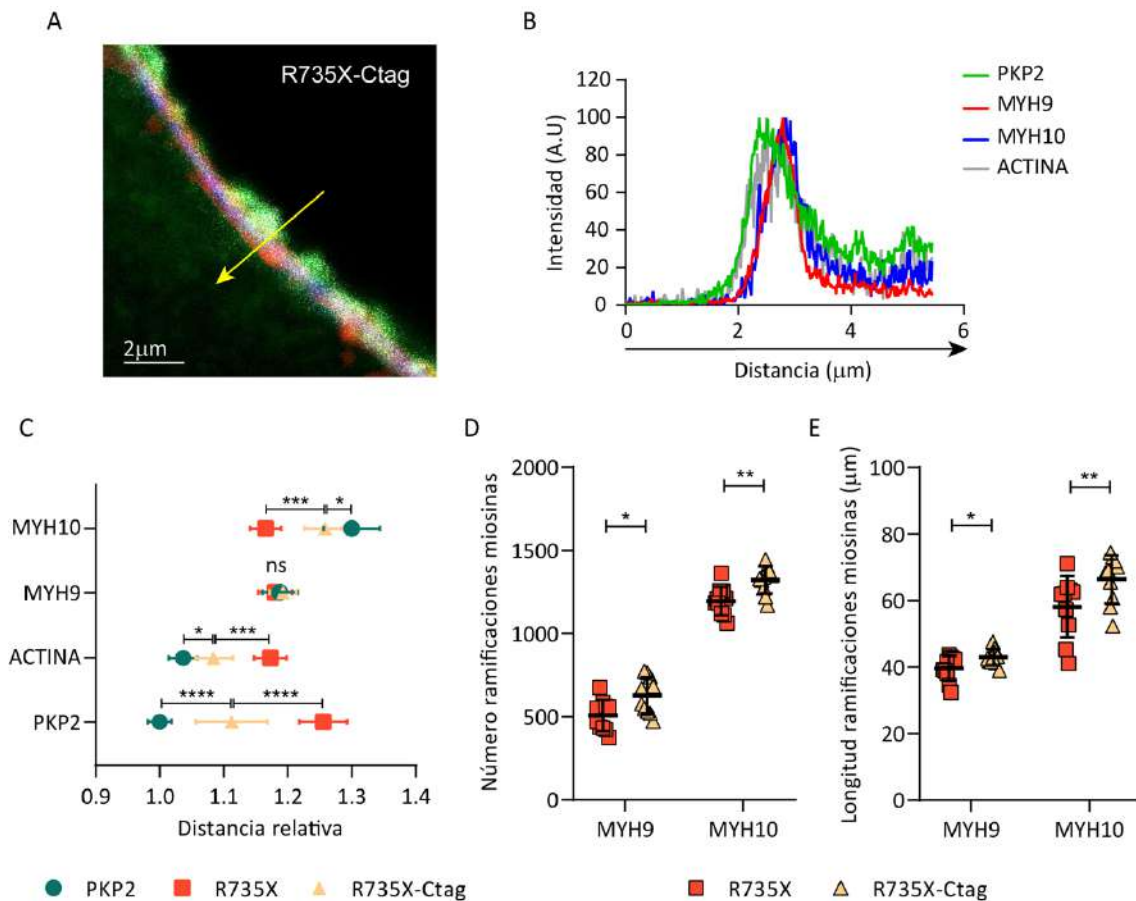 A
R735X-Ctag
2μm
B
Intensidad (A.U)
120
100
80
60
40
20
0
0 2 4 6
Distancia (μm)
PKP2
MYH9
MYH10
ACTINA
C
MYH10
MYH9
ACTINA
PKP2
*** *
ns
* ***
**** ****
0.9 1.0 1.1 1.2 1.3 1.4
Distancia relativa
PKP2 R735X R735X-Ctag
D
Número ramificaciones miosinas
2000
1500
1000
500
0
* **
MYH9 MYH10
E
Longitud ramificaciones miosinas (μm)
100
80
60
40
20
0
* **
MYH9 MYH10
R735X R735X-Ctag